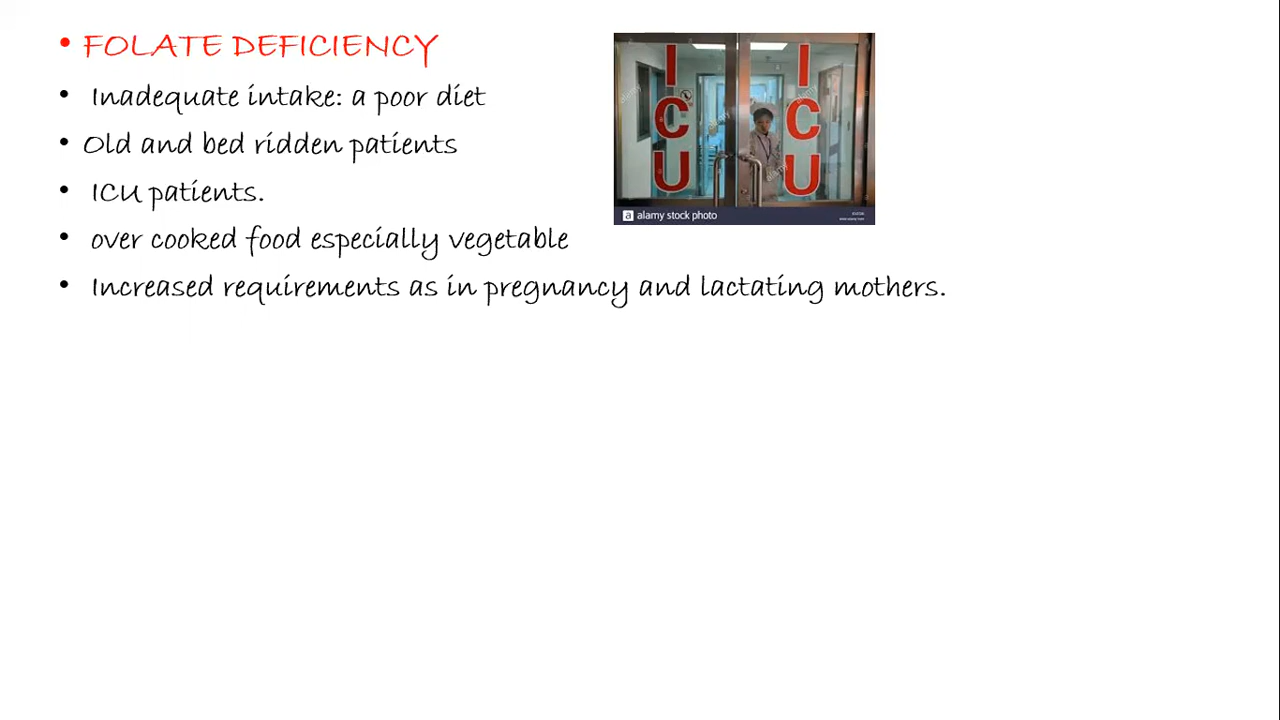 • FOLATE DEFICIENCY
• Inadequate intake: a poor diet
• Old and bed ridden patients
• ICU patients.
• over cooked food especially vegetable
• Increased requirements as in pregnancy and lactating mothers.
ICU ICU
a alamy stock photo